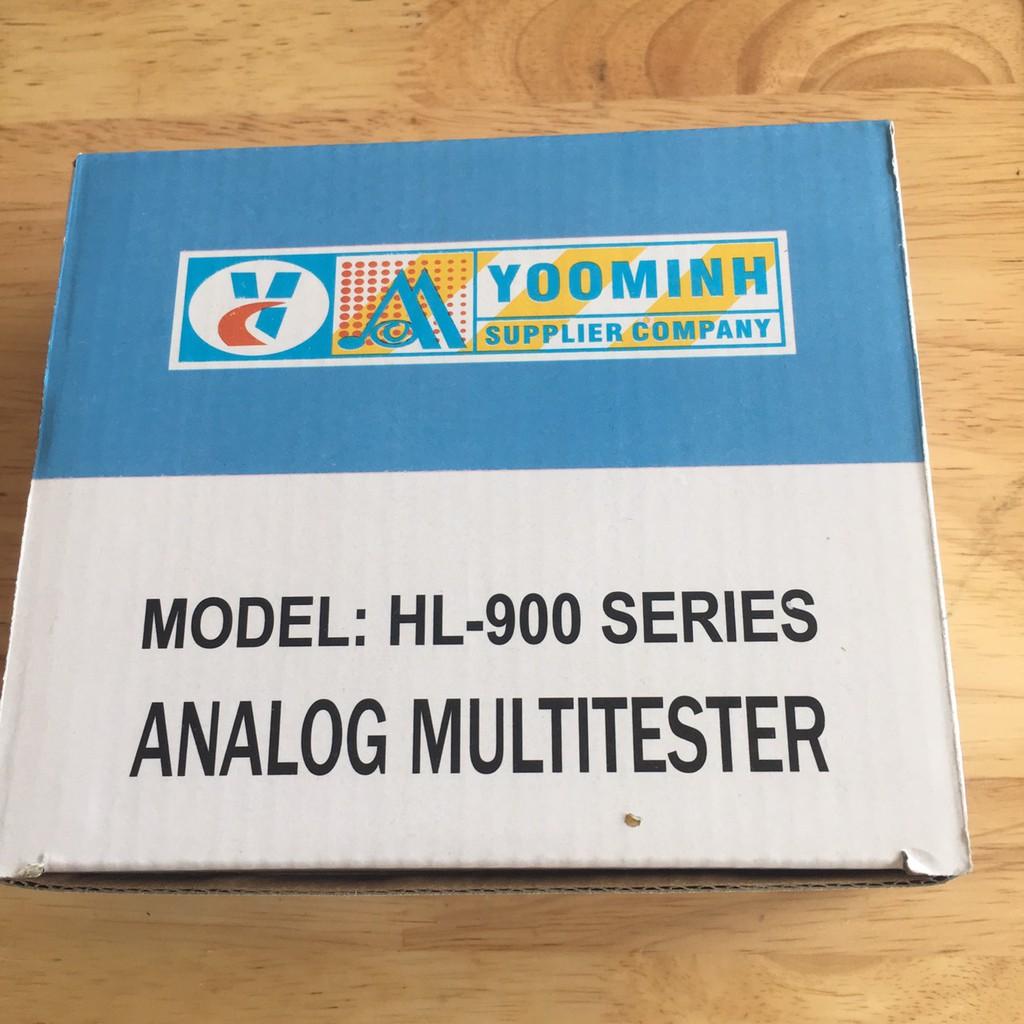 YOOMINH
SUPPLIER COMPANY
MODEL: HL-900 SERIES
ANALOG MULTITESTER